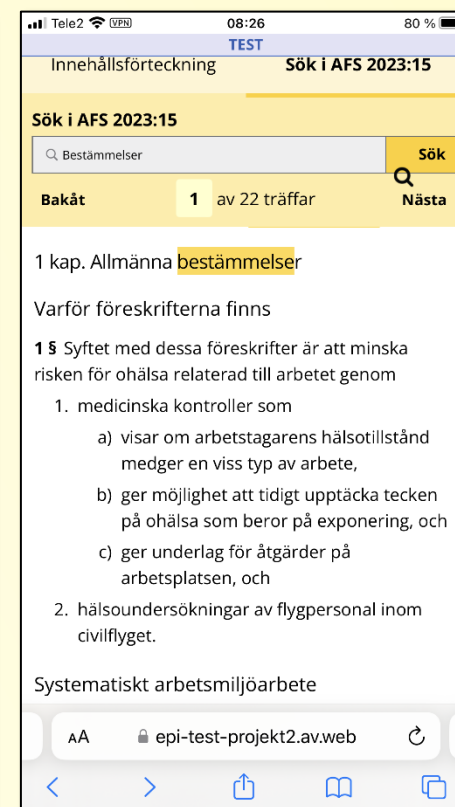 Tele2 VPN 08:26 80 %
TEST
Innehållsförteckning Sök i AFS 2023:15
Sök i AFS 2023:15
Bestämmelser Sök
Bakåt 1 av 22 träffar Nästa
1 kap. Allmänna bestämmelser
Varför föreskrifterna finns
1 § Syftet med dessa föreskrifter är att minska
risken för ohälsa relaterad till arbetet genom
1. medicinska kontroller som
a) visar om arbetstagarens hälsotillstånd
medger en viss typ av arbete,
b) ger möjlighet att tidigt upptäcka tecken
på ohälsa som beror på exponering, och
c) ger underlag för åtgärder på
arbetsplatsen, och
2. hälsoundersökningar av flygpersonal inom
civilflyget.
Systematiskt arbetsmiljöarbete
AA epi-test-projekt2.av.web